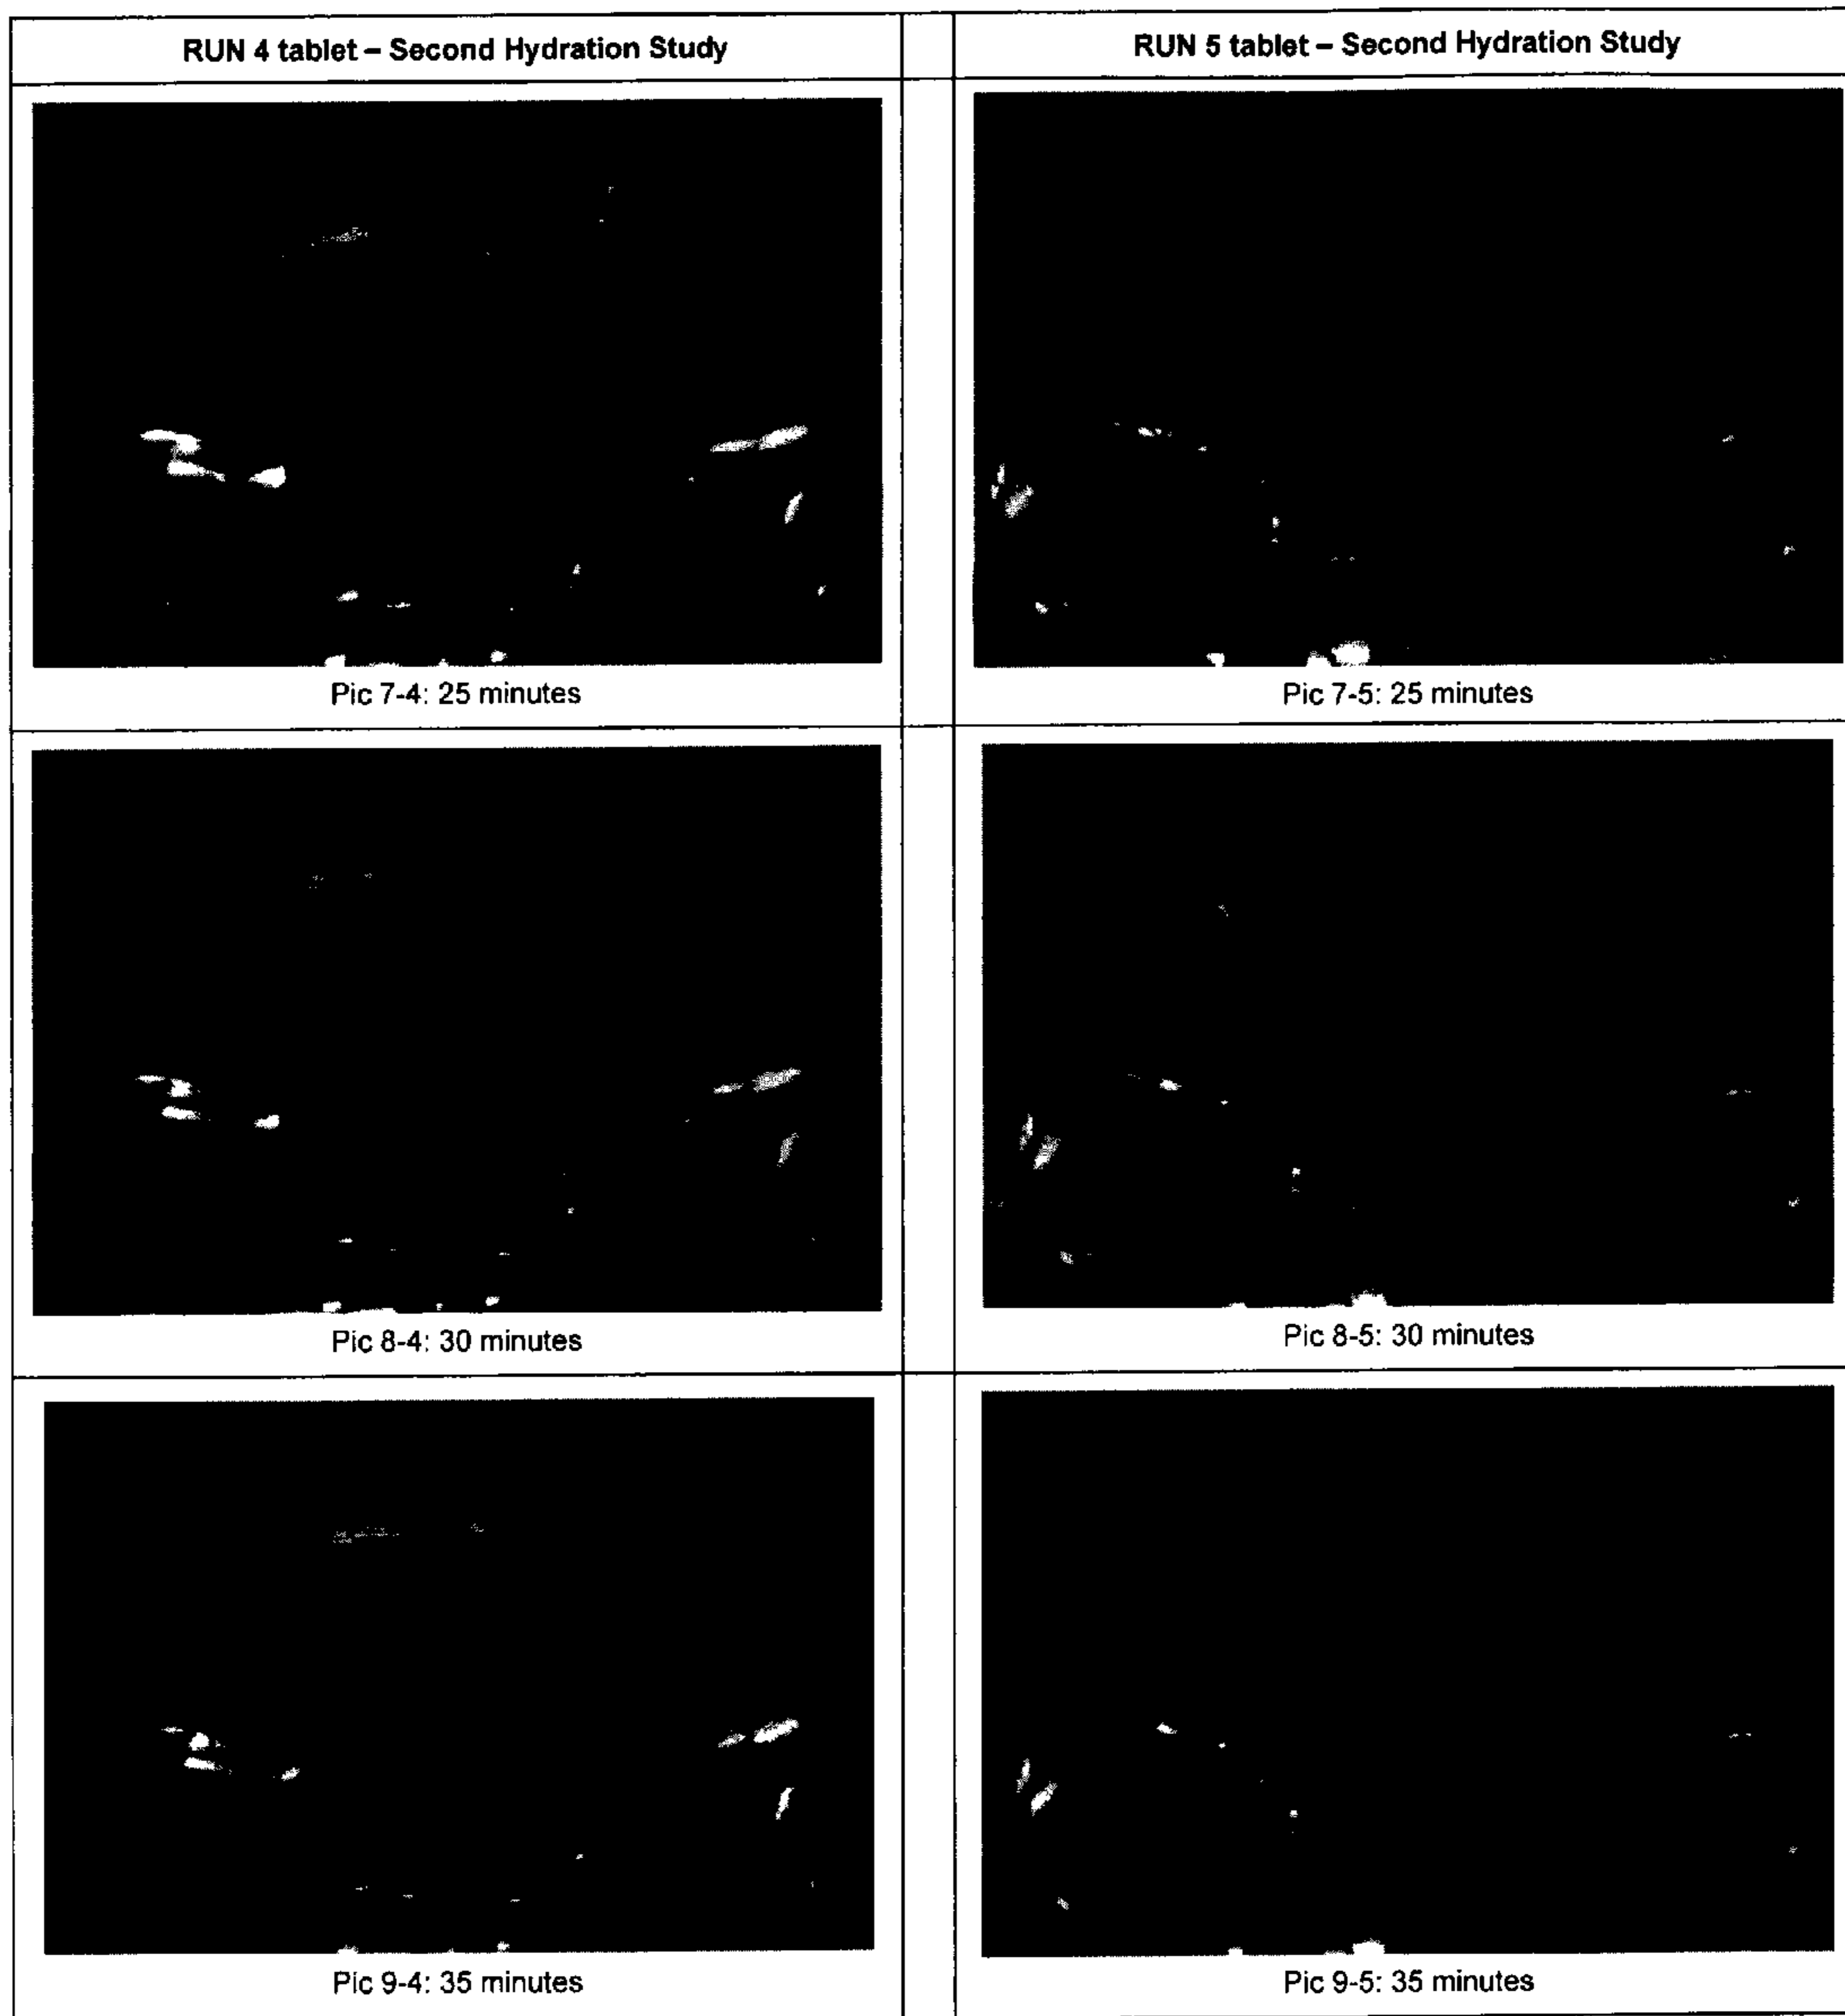 RUN 4 tablet – Second Hydration Study
RUN 5 tablet – Second Hydration Study
Pic 7-4: 25 minutes
Pic 7-5: 25 minutes
Pic 8-4: 30 minutes
Pic 8-5: 30 minutes
Pic 9-4: 35 minutes
Pic 9-5: 35 minutes